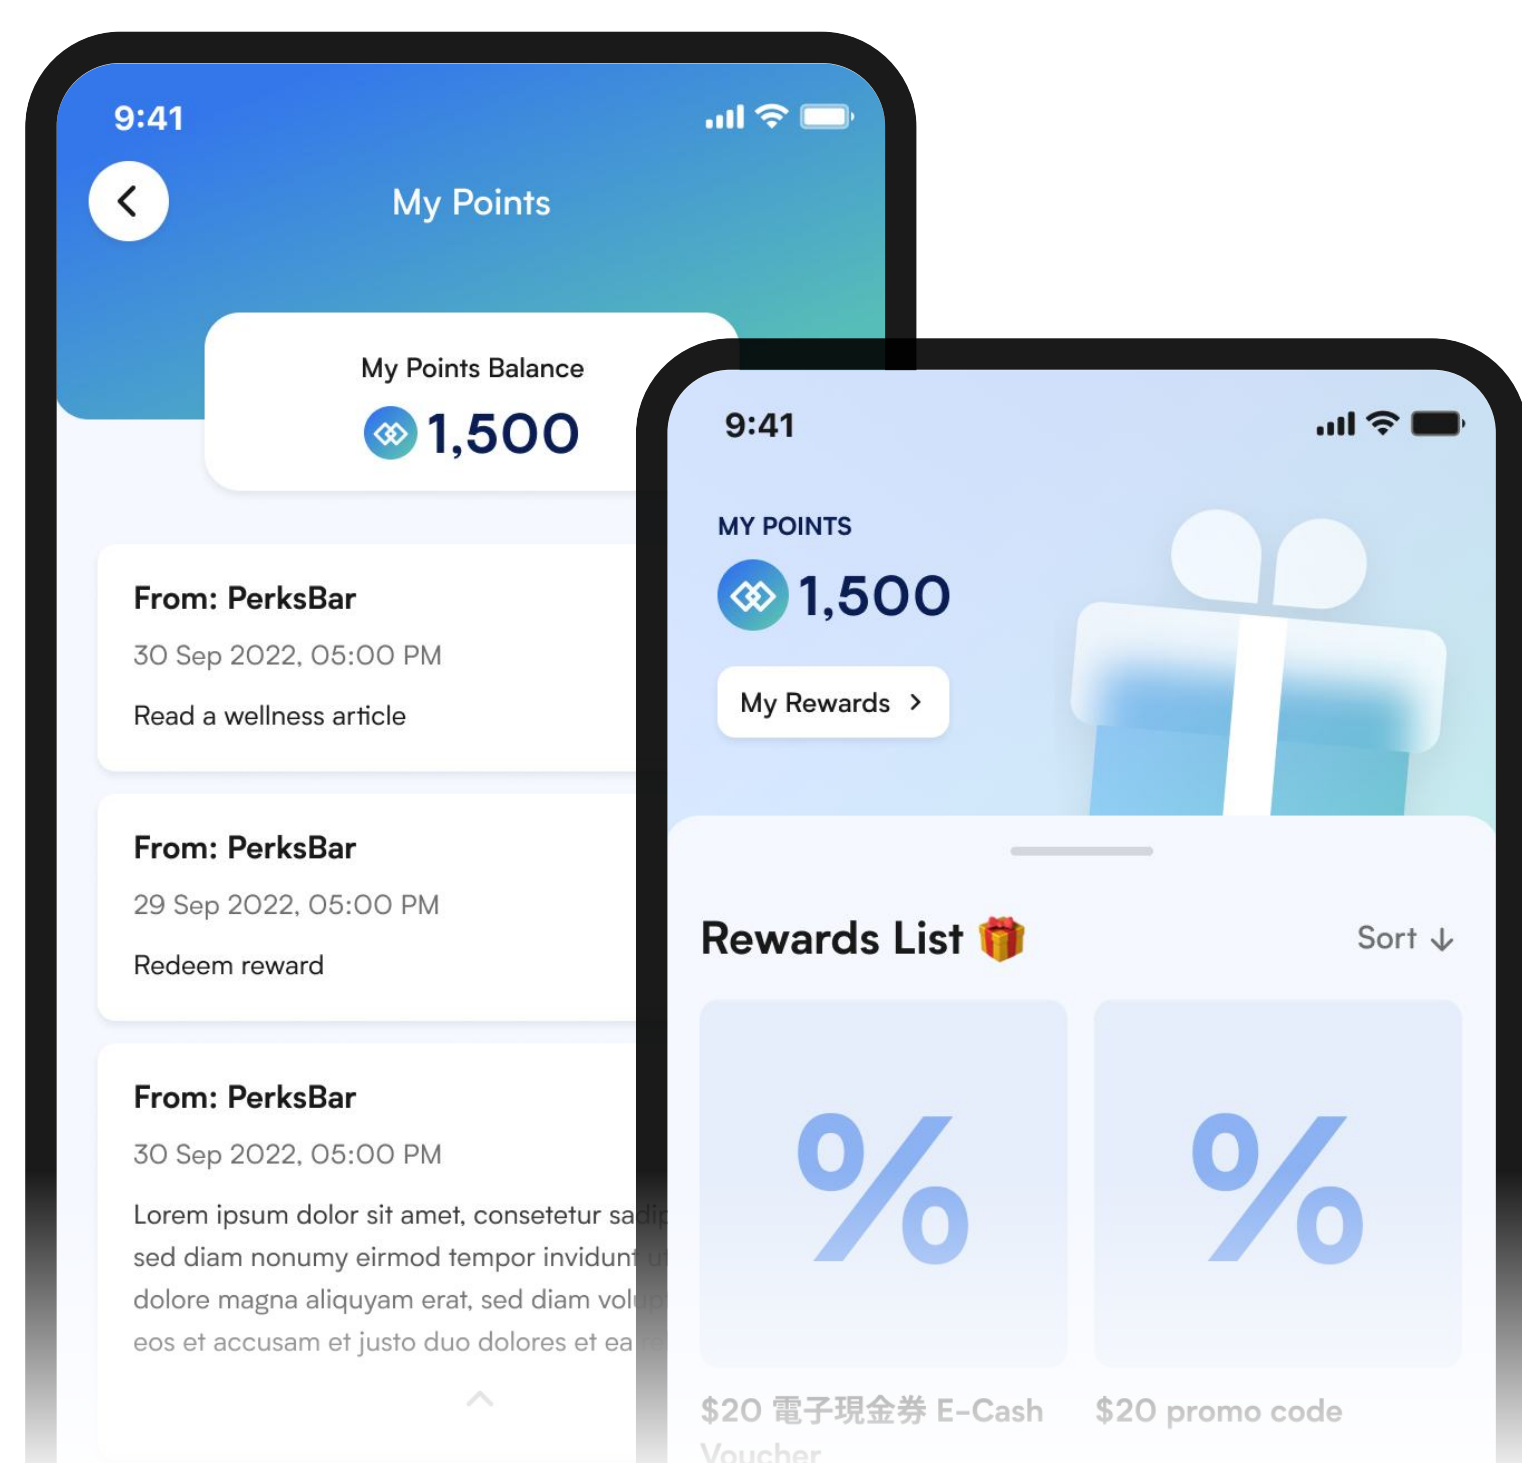 9:41
My Points
My Points Balance
1,500
From: PerksBar
30 Sep 2022, 05:00 PM
Read a wellness article
From: PerksBar
29 Sep 2022, 05:00 PM
Redeem reward
From: PerksBar
30 Sep 2022, 05:00 PM
Lorem ipsum dolor sit amet, consetetur
sed diam nonumy eirmod tempor invidunt
dolore magna aliquyam erat, sed diam
eos et accusam et justo duo dolores et ea
9:41
MY POINTS
1,500
My Rewards
Rewards List
Sort
%
%
$20 電子現金券 E-Cash
Voucher
$20 promo code